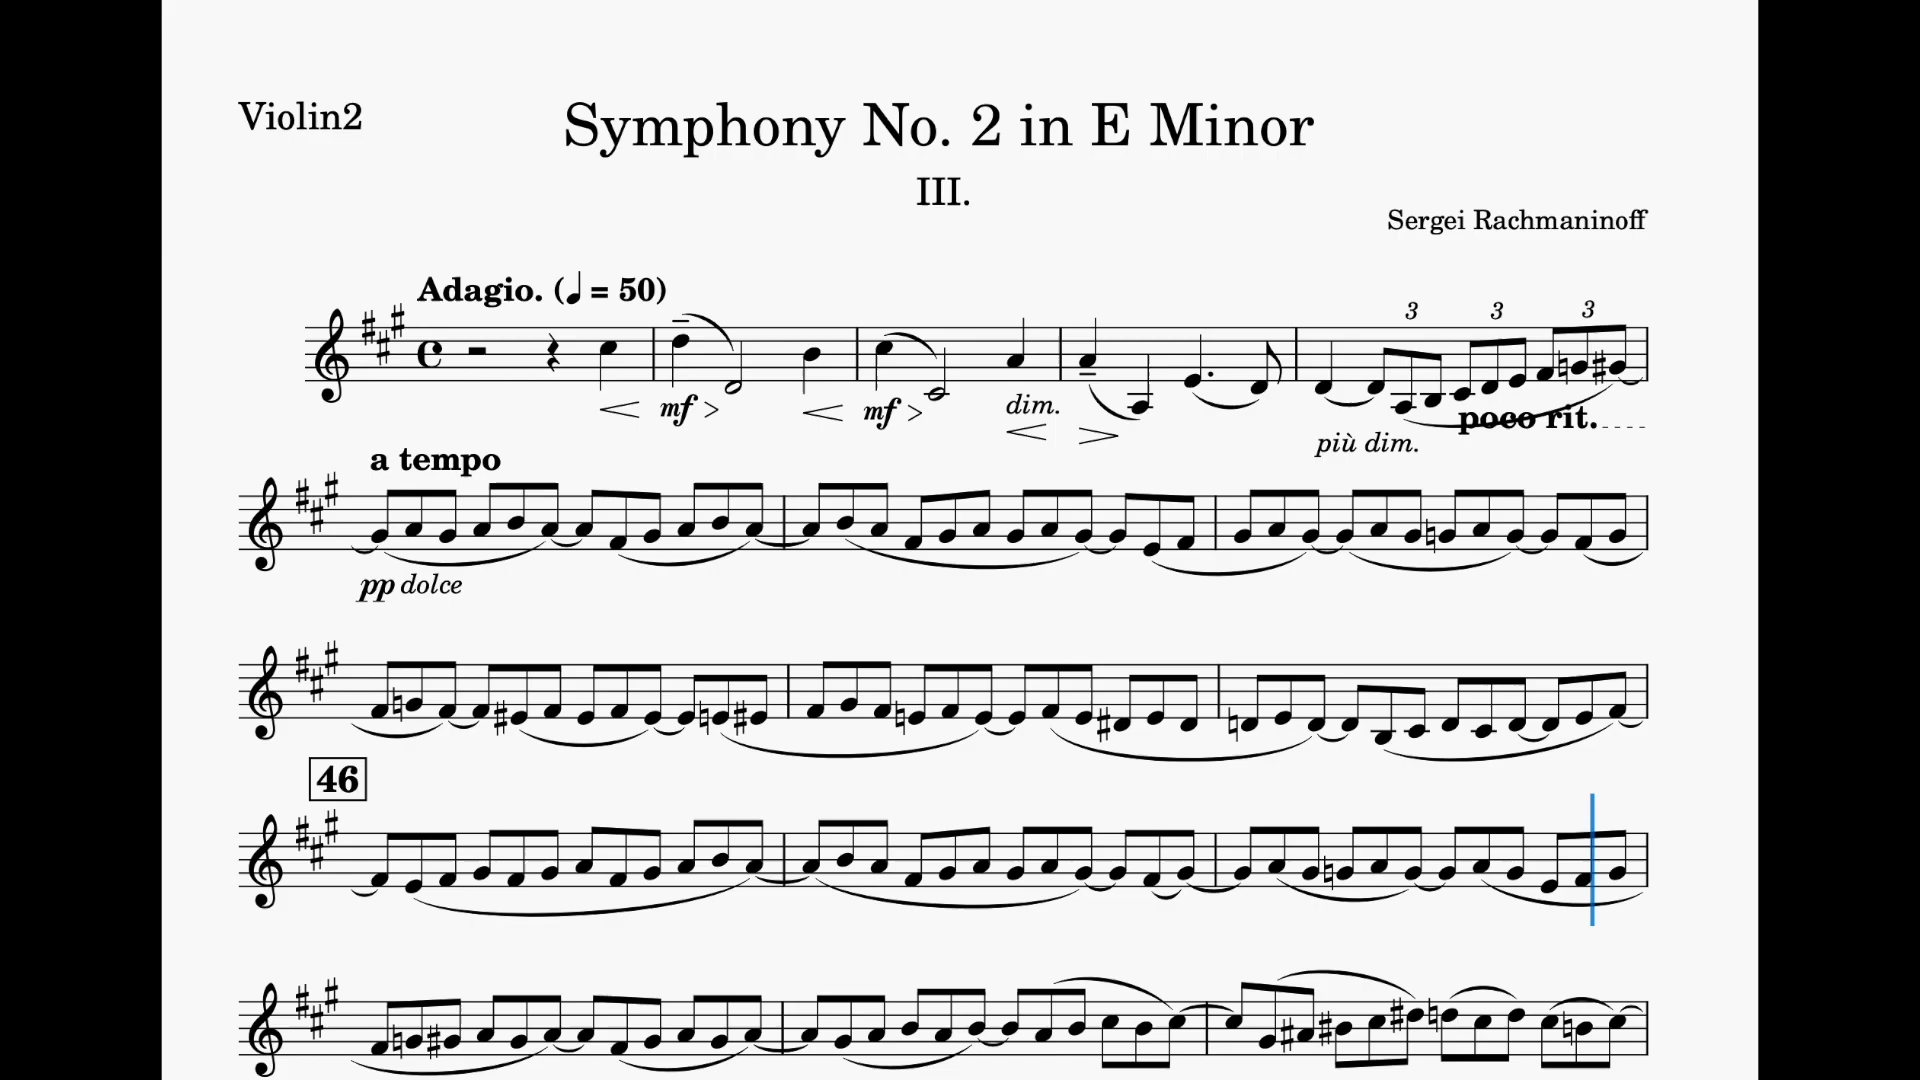 Violin2
Symphony No. 2 in E Minor
III.
Sergei Rachmaninoff
Adagio. (♩ = 50)
3 3 3
mf mf dim.
poco rit.
più dim.
a tempo
pp dolce
46